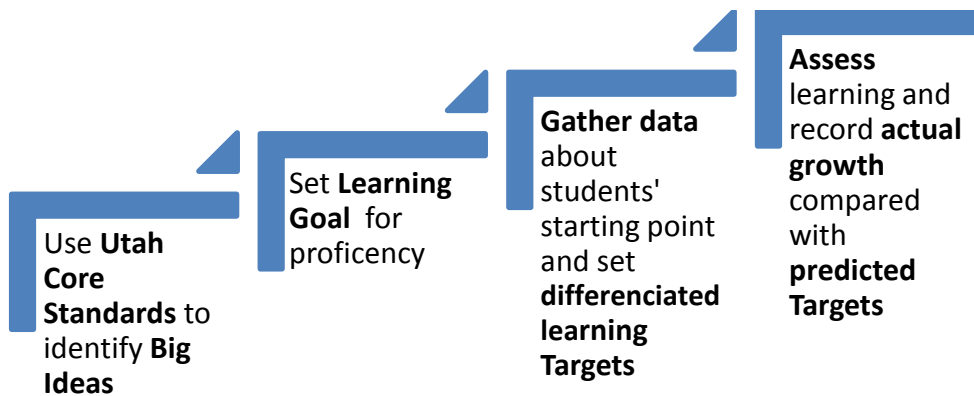 Use Utah
Core
Standards to
identify Big
Ideas
Set Learning
Goal for
proficency
Gather data
about
students'
starting point
and set
differenciated
learning
Targets
Assess
learning and
record actual
growth
compared
with
predicted
Targets